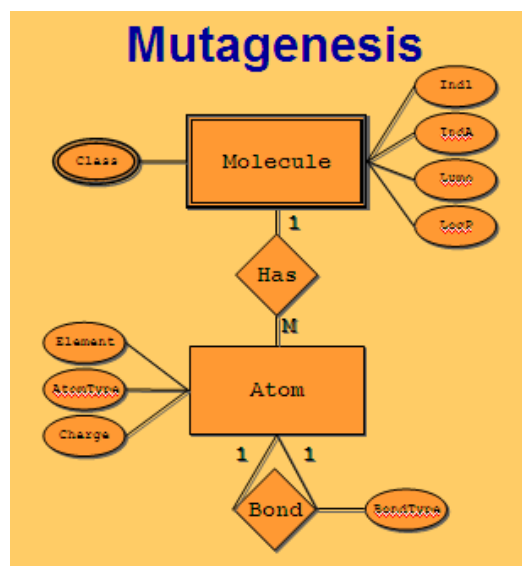 Mutagenesis
Ind1
Class
Molecule
IndA
Lumo
LogP
1
Has
M
Element
AtomType
Atom
Charge
1 1
Bond
BondType